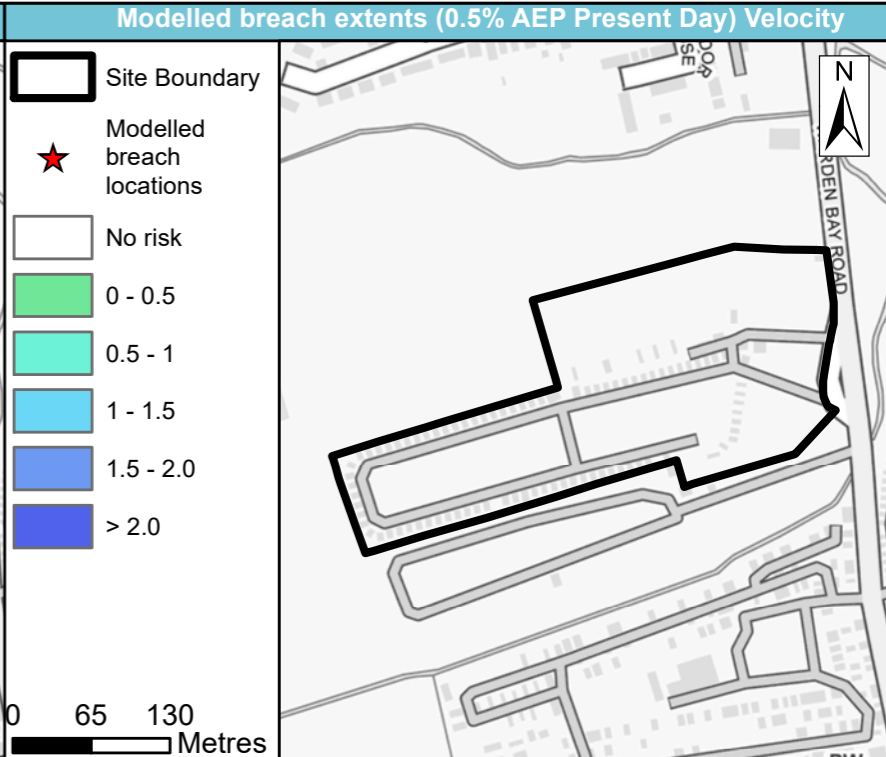 Modelled breach extents (0.5% AEP Present Day) Velocity
Site Boundary
Modelled
breach
locations
No risk
0 - 0.5
0.5 - 1
1 - 1.5
1.5 - 2.0
> 2.0
0 65 130
Metres
N
RDEN BAY ROAD